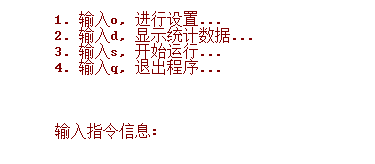 1. 输入o, 进行设置...
2. 输入d, 显示统计数据...
3. 输入s, 开始运行...
4. 输入q, 退出程序...
输入指令信息: